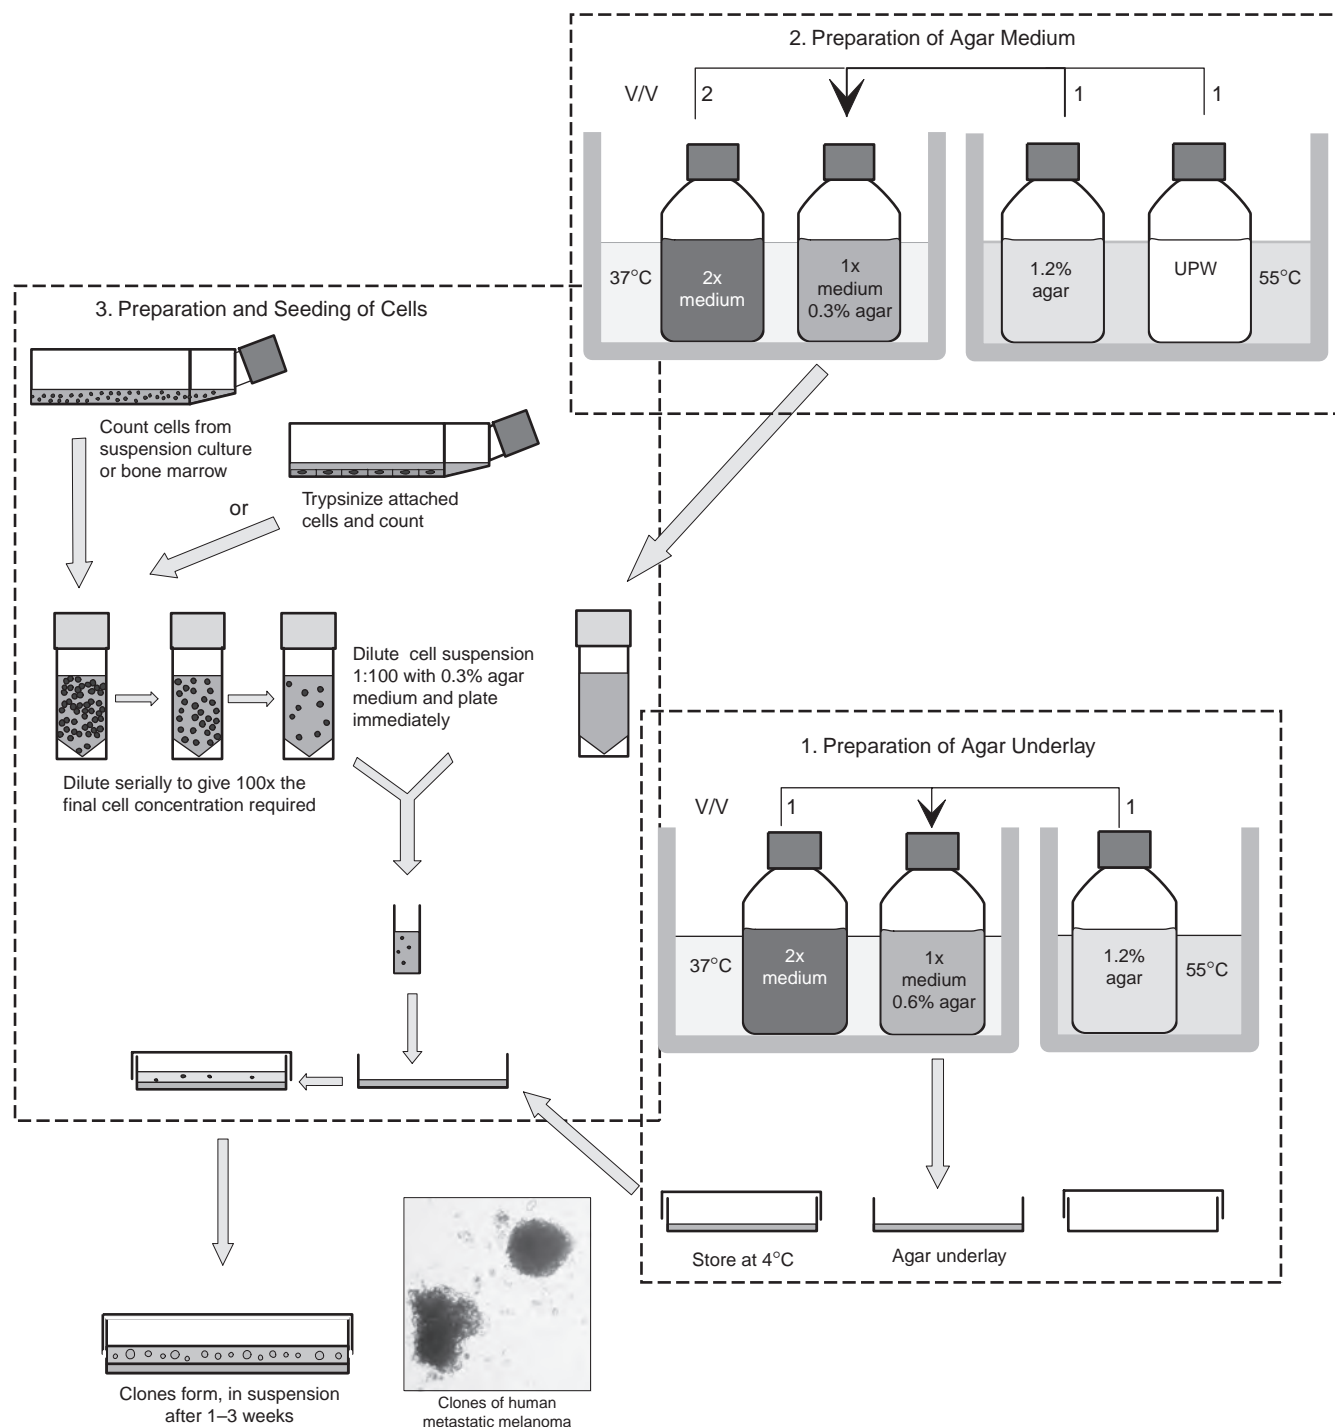 2. Preparation of Agar Medium
V/V
2
1
1
37°C
2x
medium
1x
medium
0.3% agar
1.2%
agar
UPW
55°C
3. Preparation and Seeding of Cells
Count cells from
suspension culture
or bone marrow
or
Trypsinize attached
cells and count
Dilute cell suspension
1:100 with 0.3% agar
medium and plate
immediately
Dilute serially to give 100x the
final cell concentration required
1. Preparation of Agar Underlay
V/V
1
1
37°C
2x
medium
1x
medium
0.6% agar
1.2%
agar
55°C
Store at 4°C
Agar underlay
Clones form, in suspension
after 1–3 weeks
Clones of human
metastatic melanoma